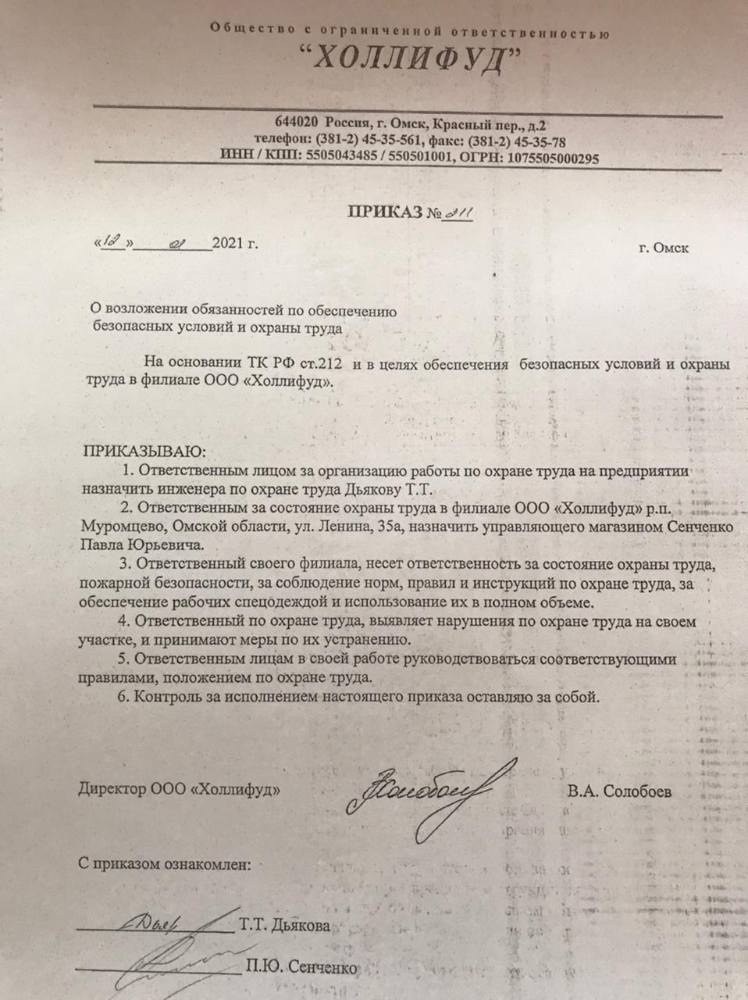 Общество с ограниченной ответственностью
“ХОЛЛИФУД”
644020 Россия, г. Омск, Красный пер., д.2
телефон: (381-2) 45-35-561, факс: (381-2) 45-35-78
ИНН / КПП: 5505043485 / 550501001, ОГРН: 1075505000295
ПРИКАЗ №
« » 2021 г.
г. Омск
О возложении обязанностей по обеспечению
безопасных условий и охраны труда
На основании ТК РФ ст.212 и в целях обеспечения безопасных условий и охраны
труда в филиале ООО «Холлифуд».
ПРИКАЗЫВАЮ:
1. Ответственным лицом за организацию работы по охране труда на предприятии
назначить инженера по охране труда Дьякову Т.Т.
2. Ответственным за состояние охраны труда в филиале ООО «Холлифуд» р.п.
Муромцево, Омской области, ул. Ленина, 35а, назначить управляющего магазином Сенченко
Павла Юрьевича.
3. Ответственный своего филиала, несет ответственность за состояние охраны труда,
пожарной безопасности, за соблюдение норм, правил и инструкций по охране труда, за
обеспечение рабочих спецодеждой и использование их в полном объеме.
4. Ответственный по охране труда, выявляет нарушения по охране труда на своем
участке, и принимают меры по их устранению.
5. Ответственным лицам в своей работе руководствоваться соответствующими
правилами, положением по охране труда.
6. Контроль за исполнением настоящего приказа оставляю за собой.
Директор ООО «Холлифуд»
В.А. Солобоев
С приказом ознакомлен:
Т.Т. Дьякова
П.Ю. Сенченко